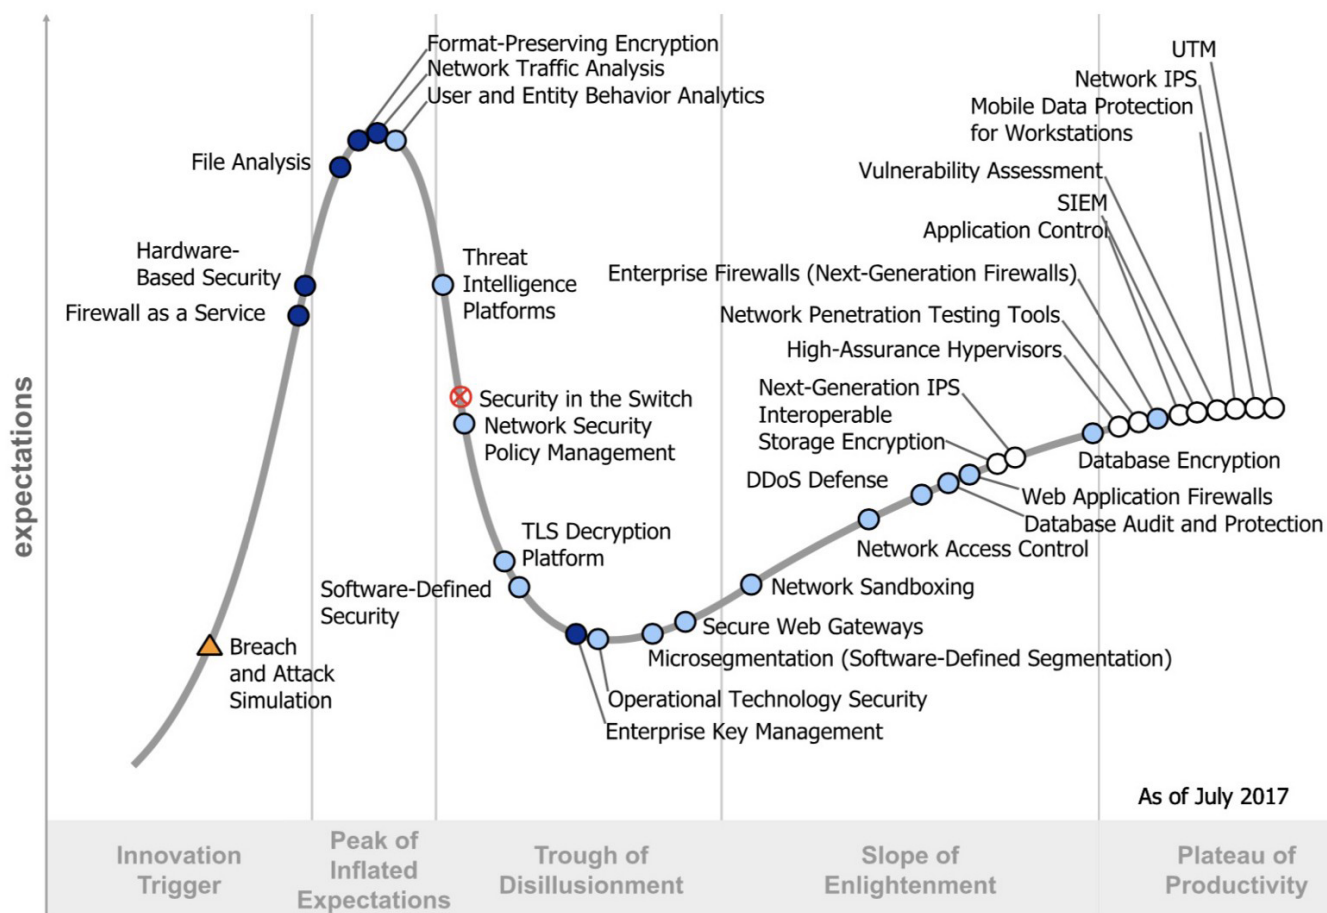 Format-Preserving Encryption
Network Traffic Analysis
User and Entity Behavior Analytics
File Analysis
Hardware-
Based Security
Firewall as a Service
Breach
and Attack
Simulation
Threat
Intelligence
Platforms
Security in the Switch
Network Security
Policy Management
TLS Decryption
Platform
Software-Defined
Security
UTM
Network IPS
Mobile Data Protection
for Workstations
Vulnerability Assessment
SIEM
Application Control
Enterprise Firewalls (Next-Generation Firewalls)
Network Penetration Testing Tools
High-Assurance Hypervisors
Next-Generation IPS
Interoperable
Storage Encryption
DDoS Defense
Database Encryption
Web Application Firewalls
Database Audit and Protection
Network Access Control
Network Sandboxing
Secure Web Gateways
Microsegmentation (Software-Defined Segmentation)
Operational Technology Security
Enterprise Key Management
As of July 2017
expectations
Innovation
Trigger
Peak of
Inflated
Expectations
Trough of
Disillusionment
Slope of
Enlightenment
Plateau of
Productivity